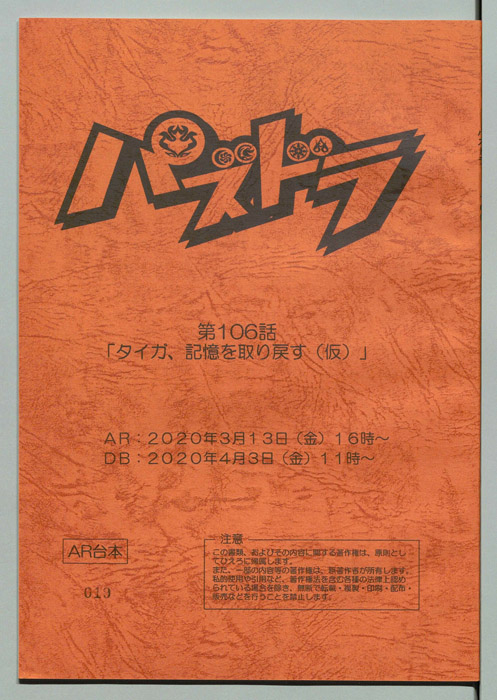 パズドラ
第106話
「タイガ、記憶を取り戻す（仮）」
AR：2020年3月13日（金）16時～
DB：2020年4月3日（金）11時～
AR台本
010
注意
この書類、およびその内容に関する著作権は、原則とし
てひえろに帰属します。
また、一部の内容等の著作権は、原著作者が所有します。
私的使用や引用など、著作権法を含む各種の法律上認め
られている場合を除き、無断で転載・複製・印刷・配布・
販売などを行うことを禁止します。